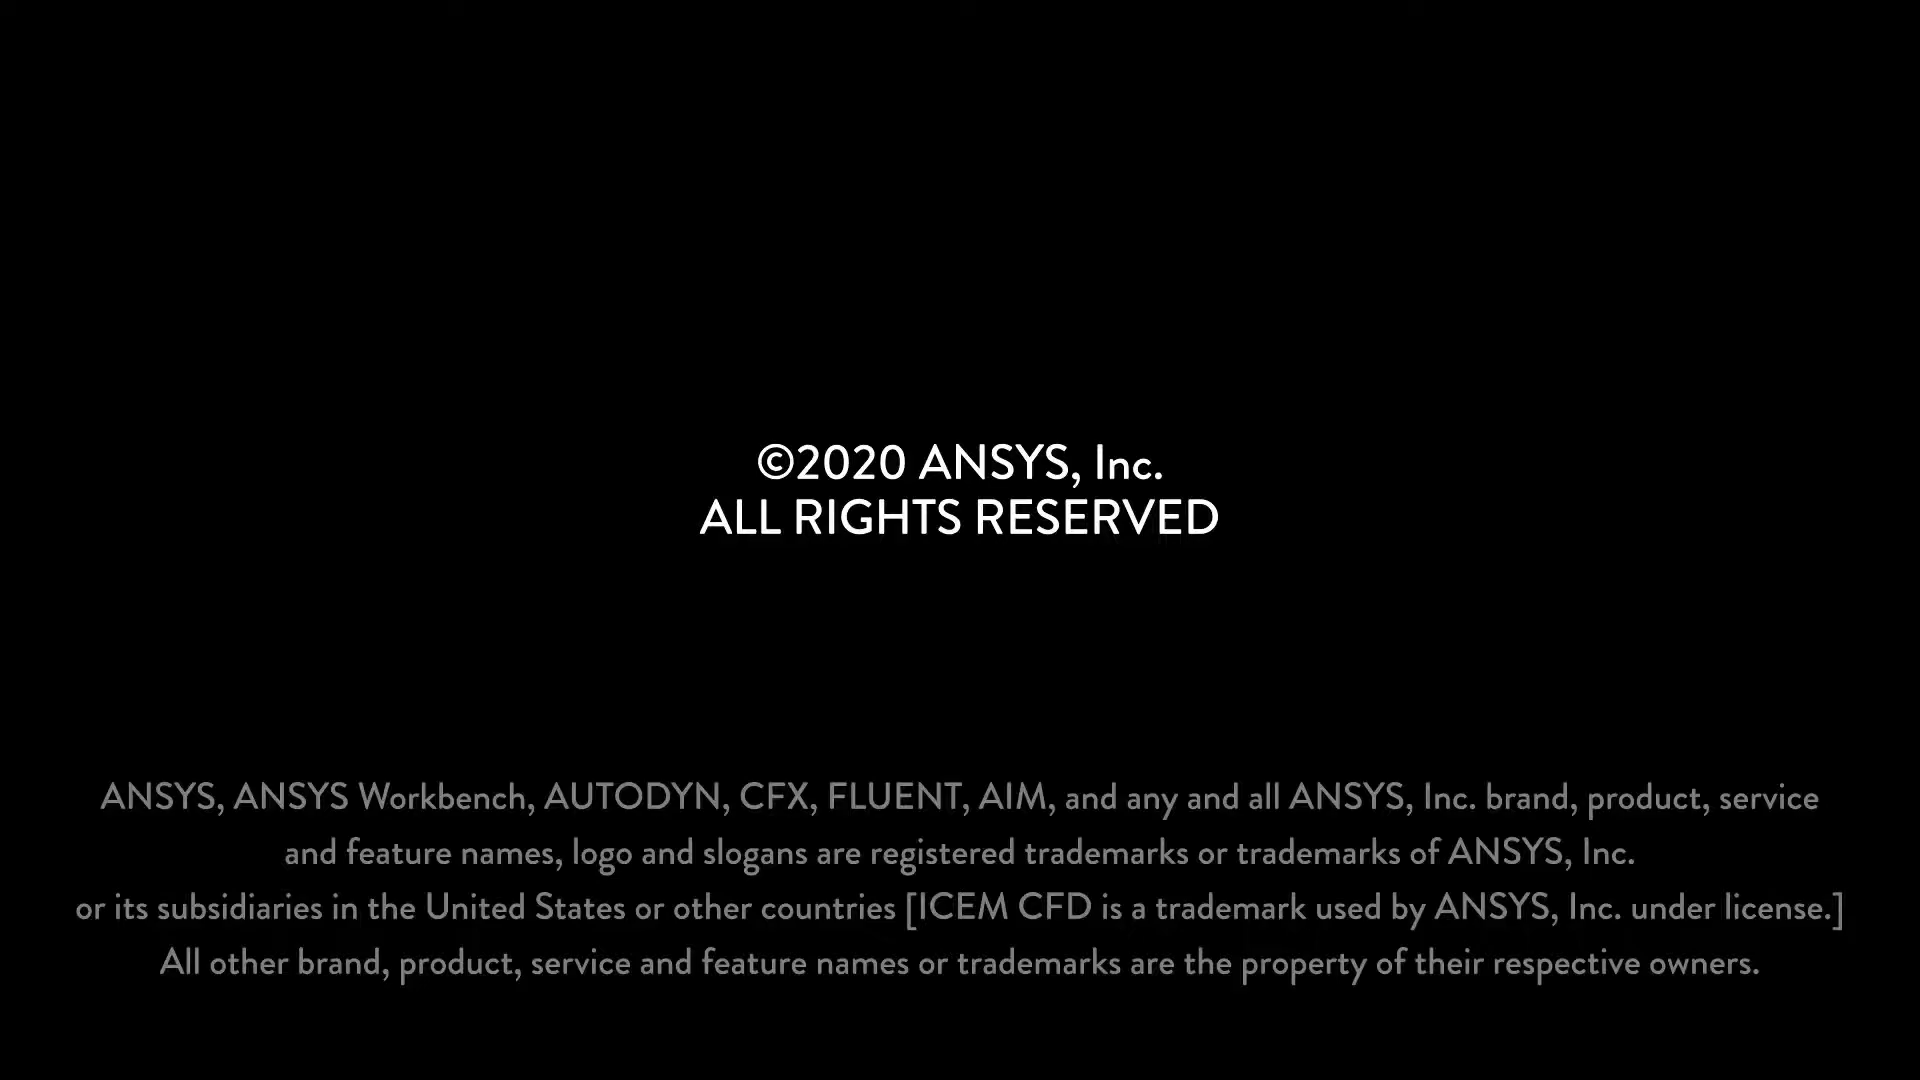 ©2020 ANSYS, Inc.
ALL RIGHTS RESERVED
ANSYS, ANSYS Workbench, AUTODYN, CFX, FLUENT, AIM, and any and all ANSYS, Inc. brand, product, service
and feature names, logo and slogans are registered trademarks or trademarks of ANSYS, Inc.
or its subsidiaries in the United States or other countries [ICEM CFD is a trademark used by ANSYS, Inc. under license.]
All other brand, product, service and feature names or trademarks are the property of their respective owners.